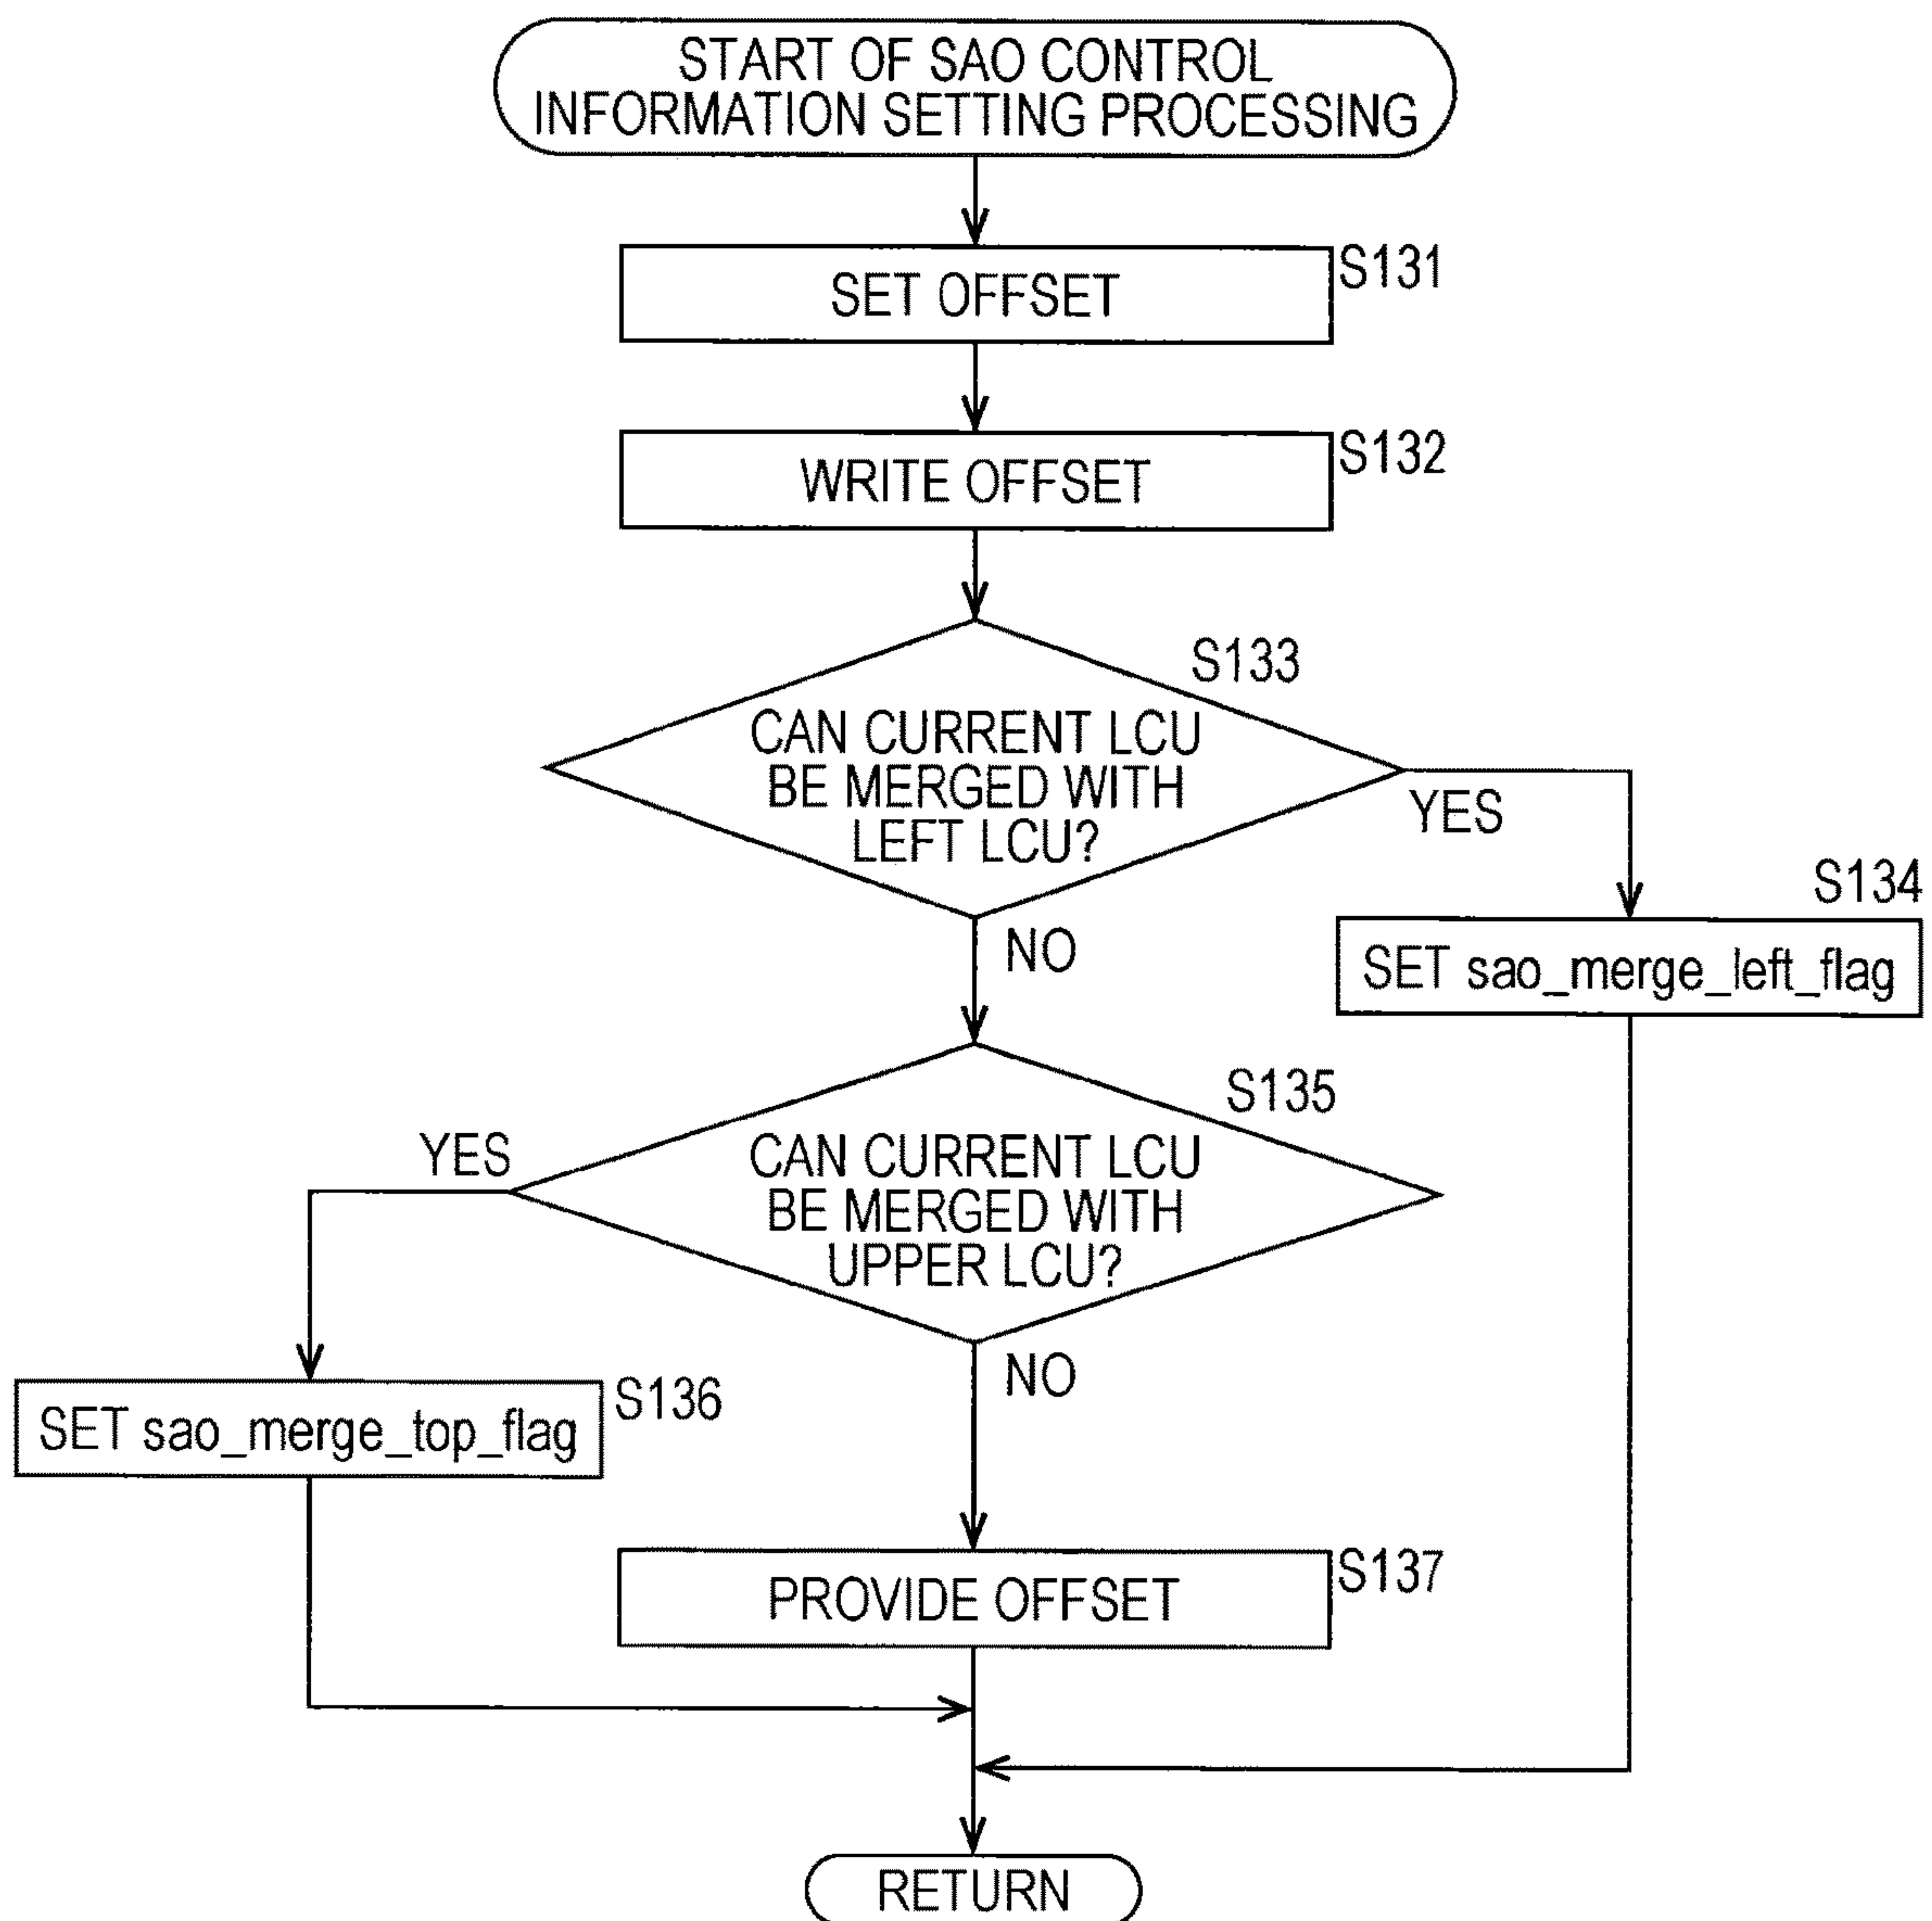 START OF SAO CONTROL
INFORMATION SETTING PROCESSING
S131
SET OFFSET
S132
WRITE OFFSET
S133
CAN CURRENT LCU
BE MERGED WITH
LEFT LCU?
YES
NO
S134
SET sao_merge_left_flag
S135
CAN CURRENT LCU
BE MERGED WITH
UPPER LCU?
YES
NO
S136
SET sao_merge_top_flag
S137
PROVIDE OFFSET
RETURN